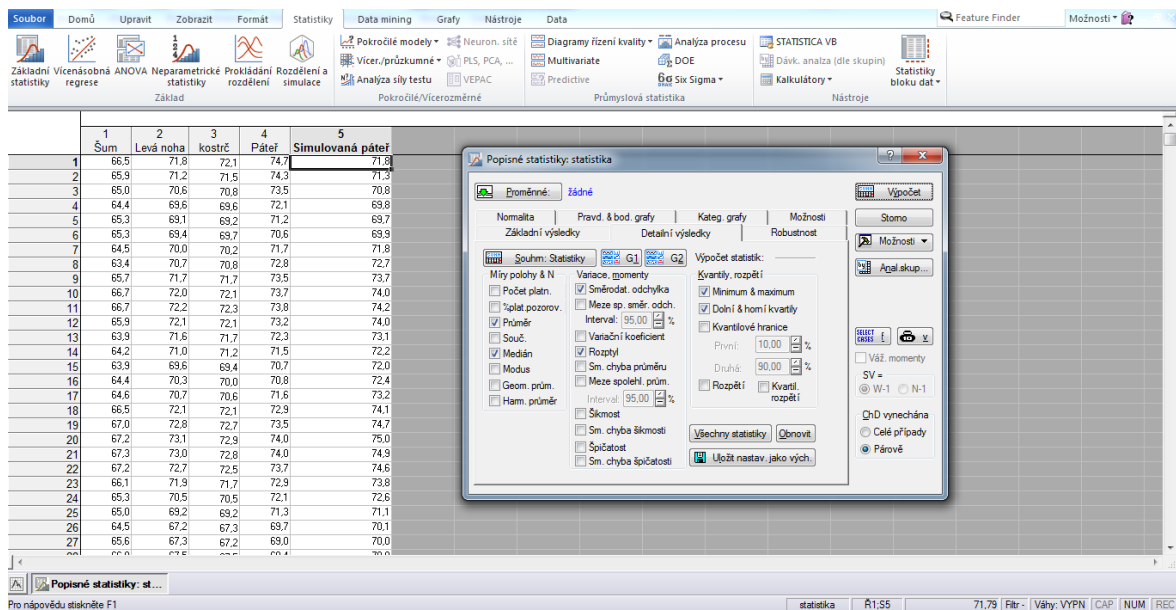 Soubor Domů Upravit Zobrazit Formát Statistiky Data mining Grafy Nástroje Data Feature Finder Možnosti
Základní statistiky
Vícenásobná regrese
ANOVA
Neparametrické statistiky
Prokládání rozdělení
Rozdělení a simulace
Základ
Pokročilé modely Neuron. sítě
Vícer./průzkumné PLS, PCA, ...
Analýza síly testu VEPAC
Pokročilé/Vícerozměrné
Diagramy řízení kvality Analýza procesu
Multivariate DOE
Predictive 6σ Six Sigma
Průmyslová statistika
STATISTICA VB
Dávk. analza (dle skupin)
Kalkulátory
Statistiky bloku dat
Nástroje
1 2 3 4 5
Šum Levá noha kostrč Páteř Simulovaná páteř
1 66,5 71,8 72,1 74,7 71,8
2 65,9 71,2 71,5 74,3 71,3
3 65,0 70,6 70,8 73,5 70,8
4 64,4 69,6 69,6 72,1 69,8
5 65,3 69,1 69,2 71,2 69,7
6 65,3 69,4 69,7 70,6 69,9
7 64,5 70,0 70,2 71,7 71,8
8 63,4 70,7 70,8 72,8 72,7
9 65,7 71,7 71,7 73,5 73,7
10 66,7 72,0 72,1 73,7 74,0
11 66,7 72,2 72,3 73,8 74,2
12 65,9 72,1 72,1 73,2 74,0
13 63,9 71,6 71,7 72,3 73,1
14 64,2 71,0 71,2 71,5 72,2
15 63,9 69,6 69,4 70,7 72,0
16 64,4 70,3 70,0 70,8 72,4
17 64,6 70,7 70,6 71,6 73,2
18 66,5 72,1 72,1 72,9 74,1
19 67,0 72,8 72,7 73,5 74,7
20 67,2 73,1 72,9 74,0 75,0
21 67,3 73,0 72,8 74,0 74,9
22 67,2 72,7 72,5 73,7 74,6
23 66,1 71,9 71,7 72,9 73,8
24 65,3 70,5 70,5 72,1 72,6
25 65,0 69,2 69,2 71,3 71,1
26 64,5 67,2 67,3 69,7 70,1
27 65,6 67,3 67,2 69,0 70,0
Popisné statistiky: statistika
Proměnné: žádné
Normalita Pravd. & bod. grafy Kateg. grafy Možnosti
Základní výsledky Detailní výsledky Robustnost
Souhrn: Statistiky G1 G2 Výpočet statistik:
Míry polohy & N
Počet platn.
%plat.pozorov.
Průměr
Souč.
Medián
Modus
Geom. prům.
Harm. průměr
Variace, momenty
Směrodat. odchylka
Meze sp. směr. odch.
Interval: 95,00 %
Variační koeficient
Rozptyl
Sm. chyba průměru
Meze spolehl. prům.
Interval: 95,00 %
Šikmost
Sm. chyba šikmosti
Špičatost
Sm. chyba špičatosti
Kvantily, rozpětí
Minimum & maximum
Dolní & horní kvartily
Kvantilové hranice
První: 10,00 %
Druhá: 90,00 %
Rozpětí Kvartil. rozpětí
Všechny statistiky Obnovit
Uložit nastav. jako vých.
Výpočet
Storno
Možnosti
Anal.skup...
SELECT CASES
Váž. momenty
SV =
W-1 N-1
ChD vynechána
Celé případy
Párově
Popisné statistiky: st...
Pro nápovědu stiskněte F1 statistika Ř1;S5 71,79 Filtr - Váhy: VYPN CAP NUM REC